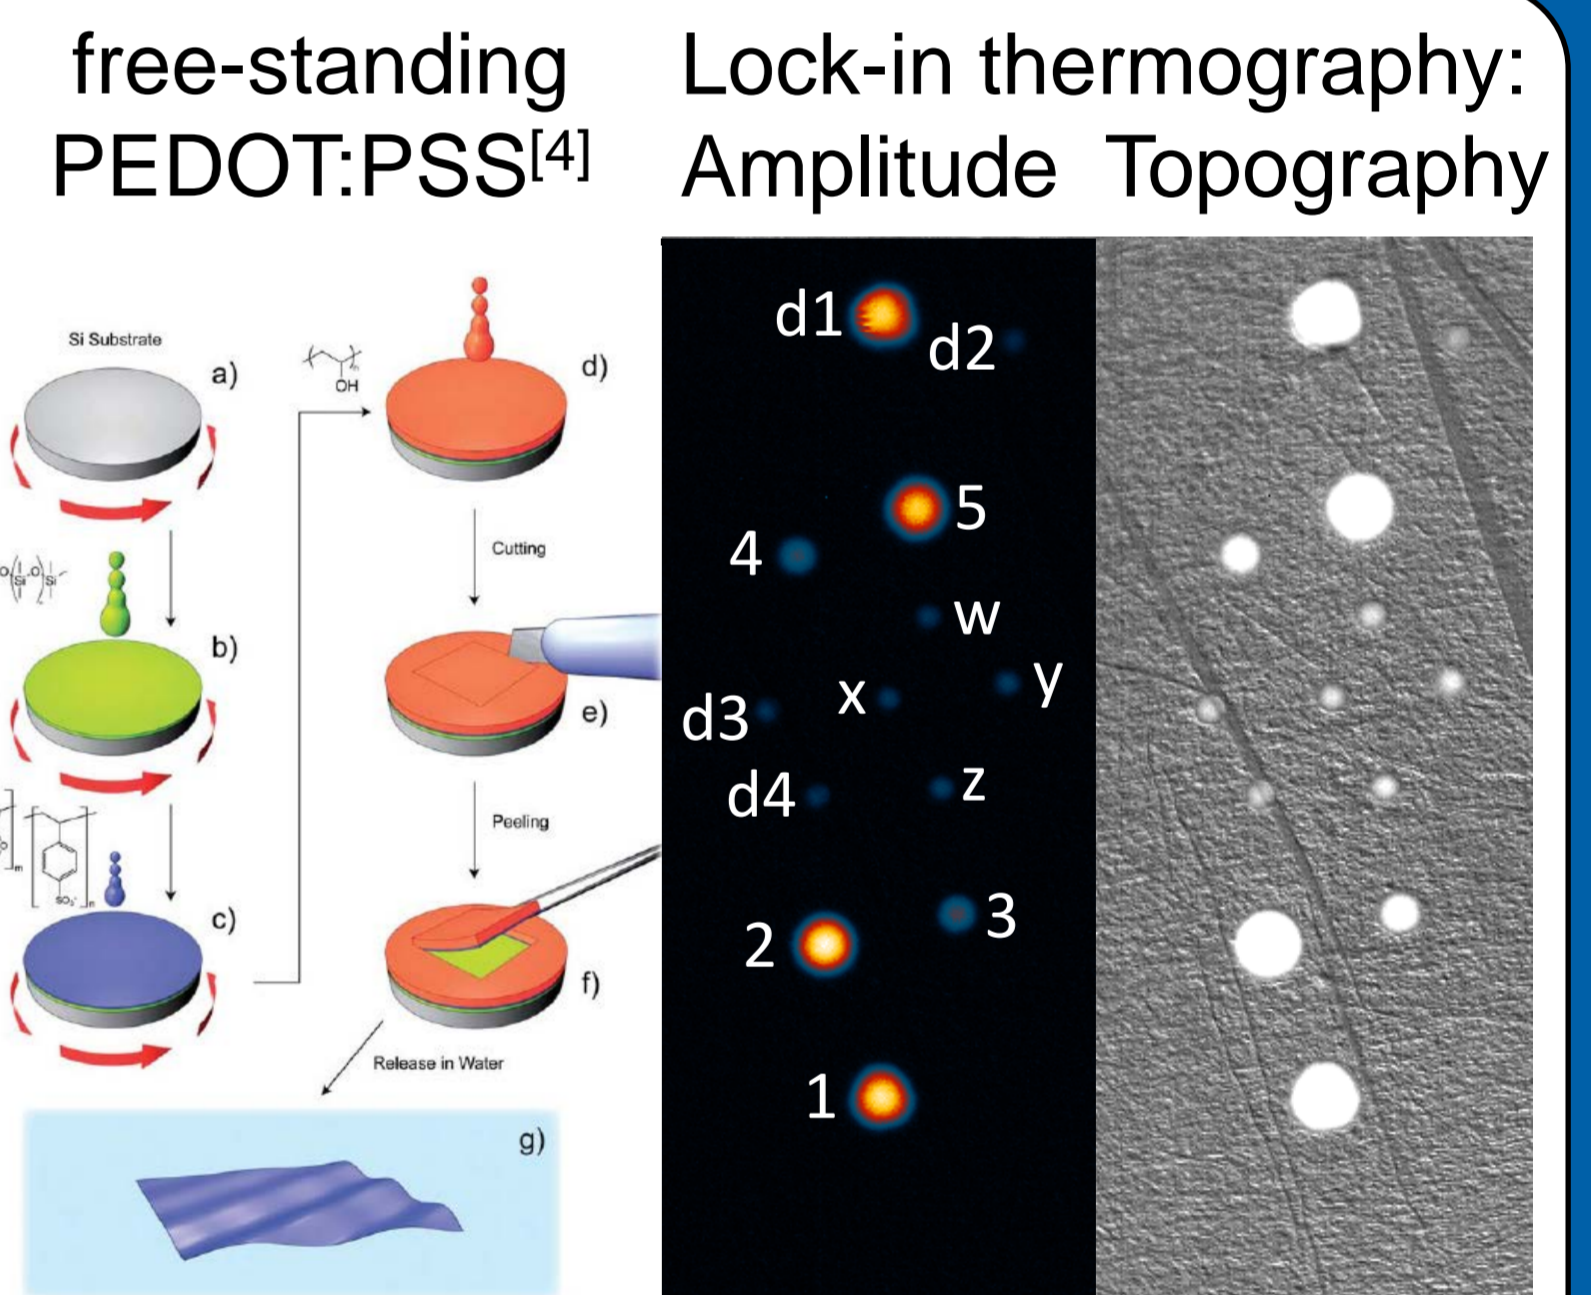 free-standing
PEDOT:PSS[4]
Si Substrate
a)
b)
c)
OH
n
d)
Cutting
e)
Peeling
f)
Release in Water
g)
Lock-in thermography:
Amplitude Topography
d1
d2
5
4
w
y
x
d3
z
d4
3
2
1